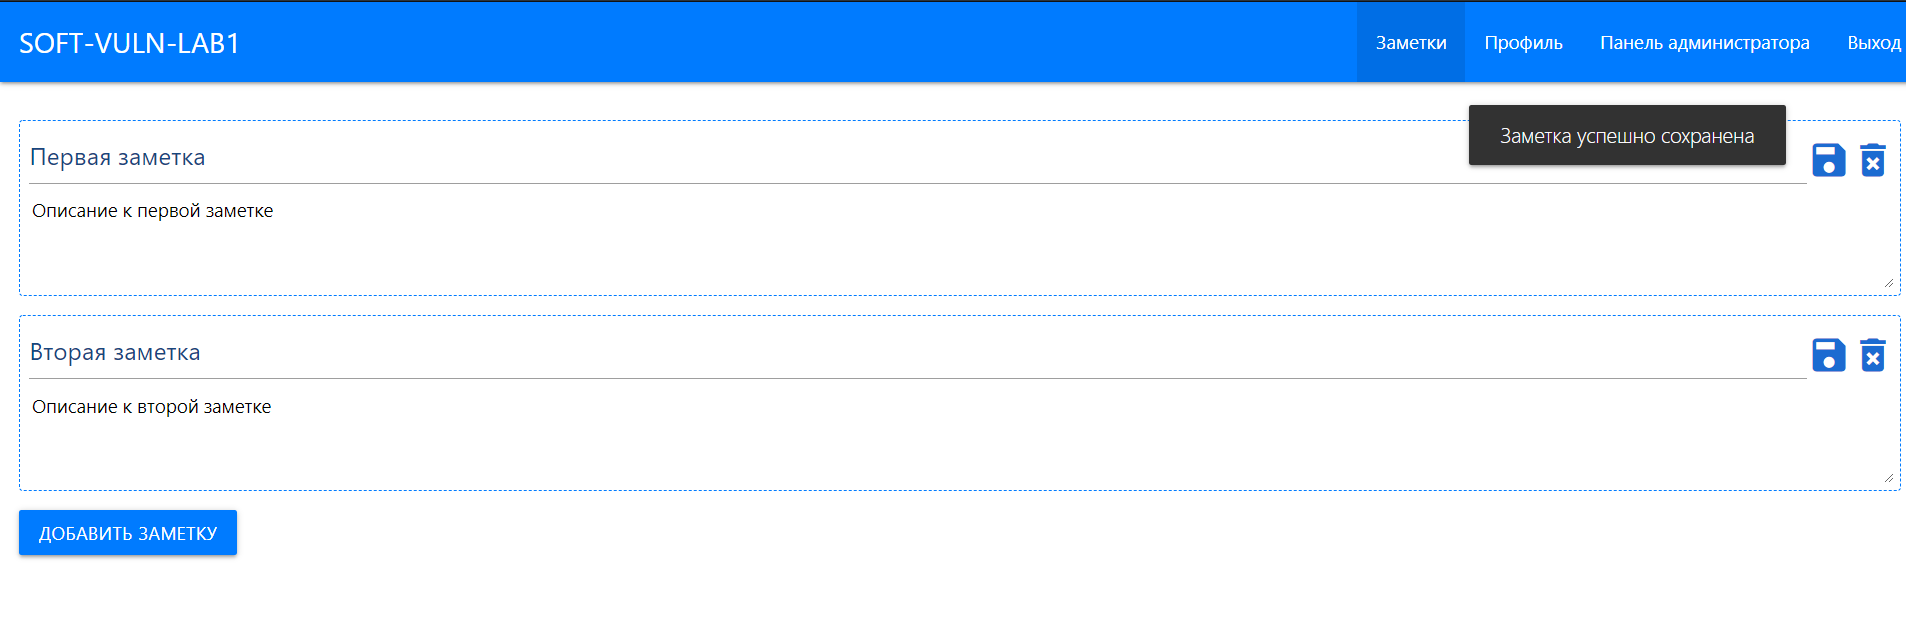 SOFT-VULN-LAB1
Заметки
Профиль
Панель администратора
Выход
Заметка успешно сохранена
Первая заметка
Описание к первой заметке
Вторая заметка
Описание к второй заметке
ДОБАВИТЬ ЗАМЕТКУ